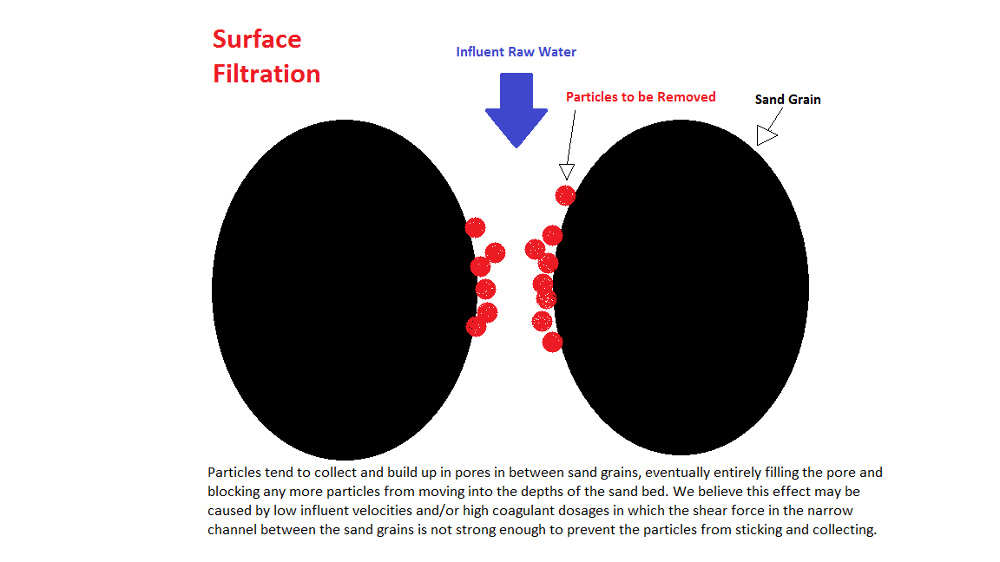 Surface
Filtration
Influent Raw Water
Particles to be Removed
Sand Grain
Particles tend to collect and build up in pores in between sand grains, eventually entirely filling the pore and
blocking any more particles from moving into the depths of the sand bed. We believe this effect may be
caused by low influent velocities and/or high coagulant dosages in which the shear force in the narrow
channel between the sand grains is not strong enough to prevent the particles from sticking and collecting.